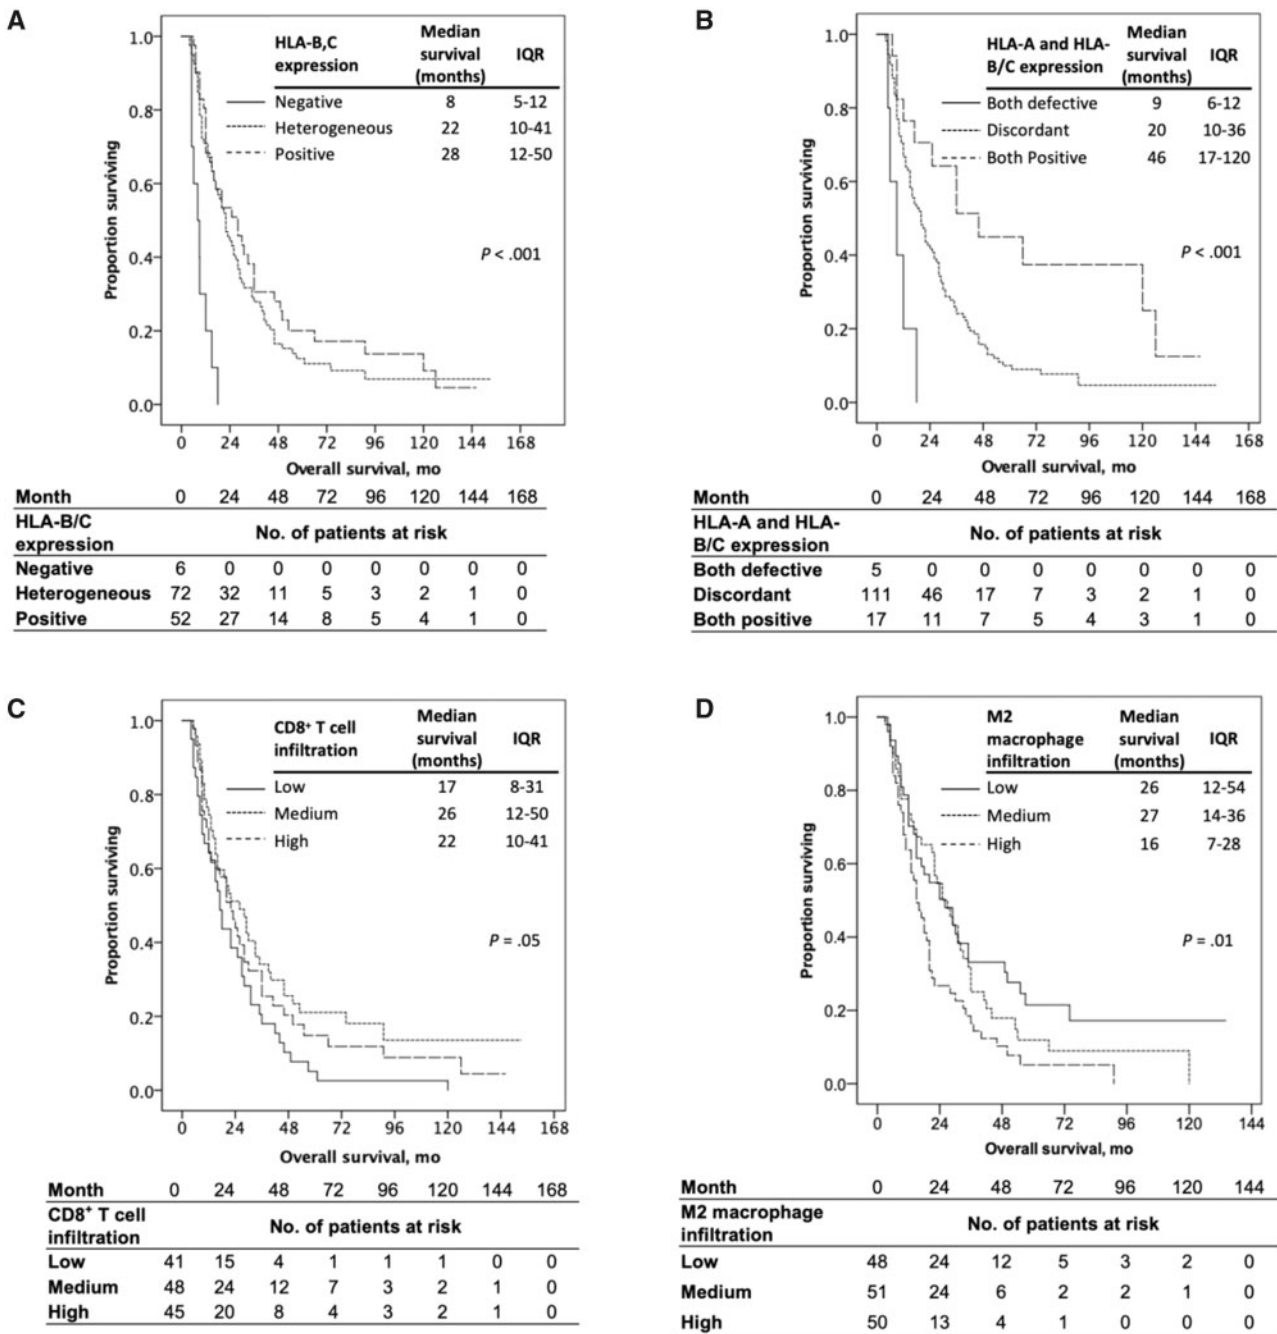 A
HLA-B,C expression Median survival (months) IQR
Negative 8 5-12
Heterogeneous 22 10-41
Positive 28 12-50
P < .001
Proportion surviving
1.0
0.8
0.6
0.4
0.2
0.0
0 24 48 72 96 120 144 168
Overall survival, mo
Month 0 24 48 72 96 120 144 168
HLA-B/C expression No. of patients at risk
Negative 6 0 0 0 0 0 0 0
Heterogeneous 72 32 11 5 3 2 1 0
Positive 52 27 14 8 5 4 1 0
B
HLA-A and HLA-B/C expression Median survival (months) IQR
Both defective 9 6-12
Discordant 20 10-36
Both Positive 46 17-120
P < .001
Proportion surviving
1.0
0.8
0.6
0.4
0.2
0.0
0 24 48 72 96 120 144 168
Overall survival, mo
Month 0 24 48 72 96 120 144 168
HLA-A and HLA-B/C expression No. of patients at risk
Both defective 5 0 0 0 0 0 0 0
Discordant 111 46 17 7 3 2 1 0
Both positive 17 11 7 5 4 3 1 0
C
CD8⁺ T cell infiltration Median survival (months) IQR
Low 17 8-31
Medium 26 12-50
High 22 10-41
P = .05
Proportion surviving
1.0
0.8
0.6
0.4
0.2
0.0
0 24 48 72 96 120 144 168
Overall survival, mo
Month 0 24 48 72 96 120 144 168
CD8⁺ T cell infiltration No. of patients at risk
Low 41 15 4 1 1 1 0 0
Medium 48 24 12 7 3 2 1 0
High 45 20 8 4 3 2 1 0
D
M2 macrophage infiltration Median survival (months) IQR
Low 26 12-54
Medium 27 14-36
High 16 7-28
P = .01
Proportion surviving
1.0
0.8
0.6
0.4
0.2
0.0
0 24 48 72 96 120 144
Overall survival, mo
Month 0 24 48 72 96 120 144
M2 macrophage infiltration No. of patients at risk
Low 48 24 12 5 3 2 0
Medium 51 24 6 2 2 1 0
High 50 13 4 1 0 0 0